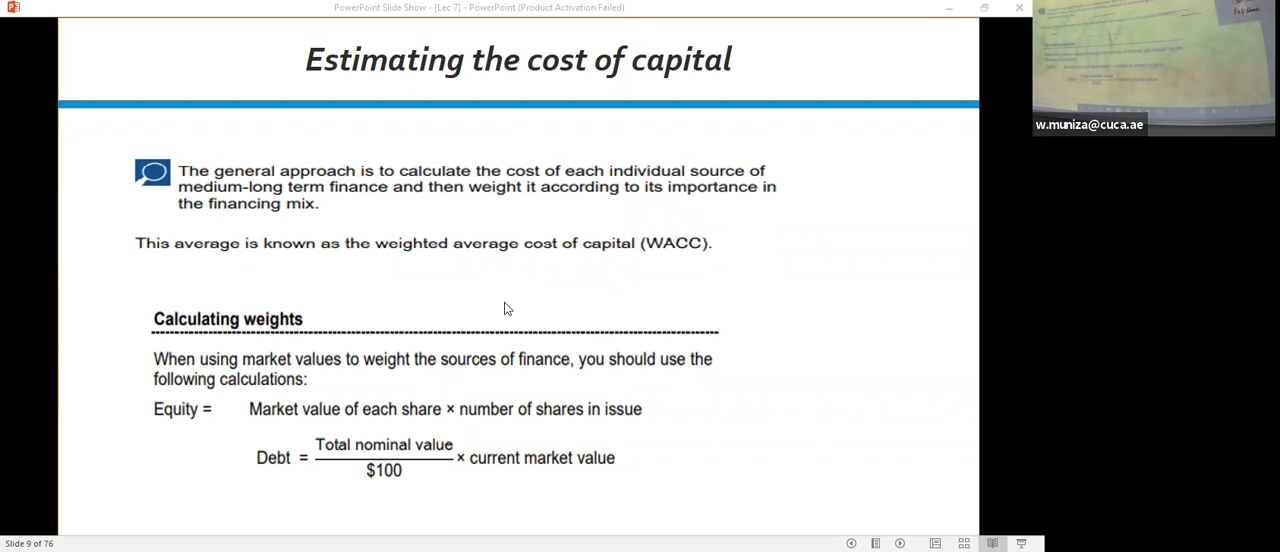 PowerPoint Slide Show - [Lec 7] - PowerPoint (Product Activation Failed)
Estimating the cost of capital
The general approach is to calculate the cost of each individual source of
medium-long term finance and then weight it according to its importance in
the financing mix.
This average is known as the weighted average cost of capital (WACC).
Calculating weights
When using market values to weight the sources of finance, you should use the
following calculations:
Equity = Market value of each share × number of shares in issue
Debt = Total nominal value / $100 × current market value
w.muniza@cuca.ae
Slide 9 of 76